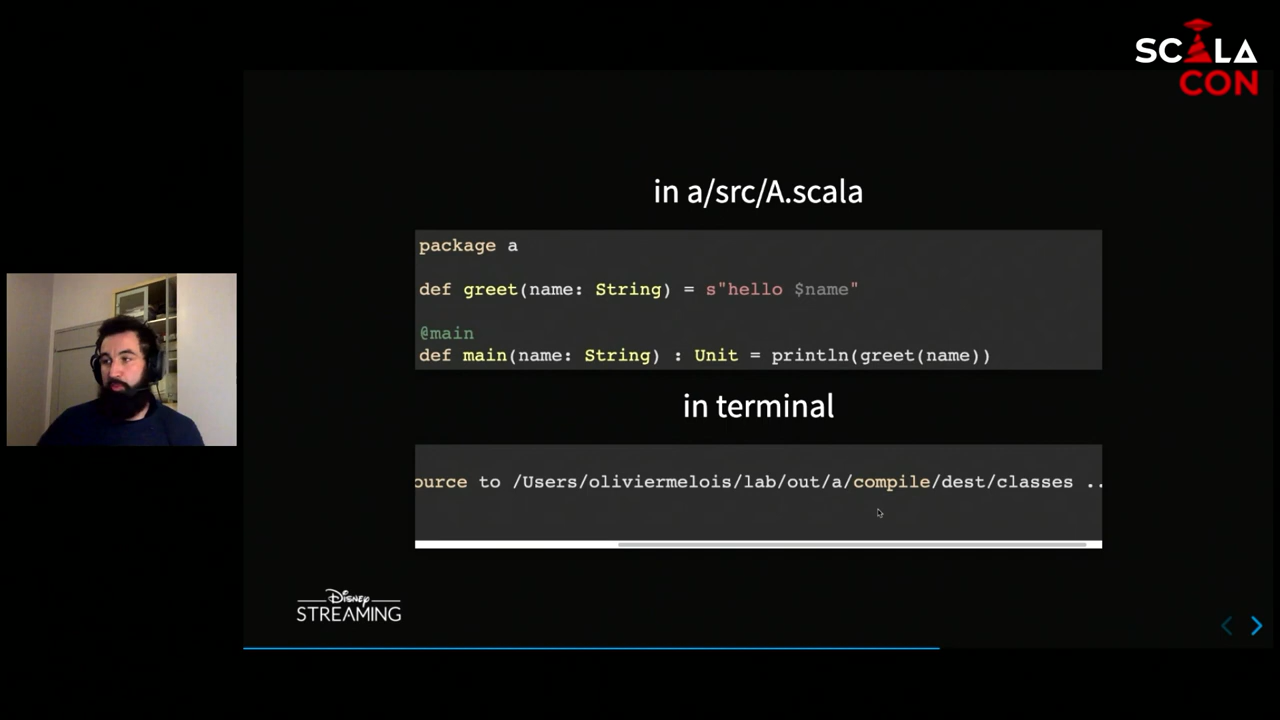 SCALA
CON
in a/src/A.scala
package a
def greet(name: String) = s"hello $name"
@main
def main(name: String) : Unit = println(greet(name))
in terminal
ource to /Users/oliviermelois/lab/out/a/compile/dest/classes ..
Disney
STREAMING